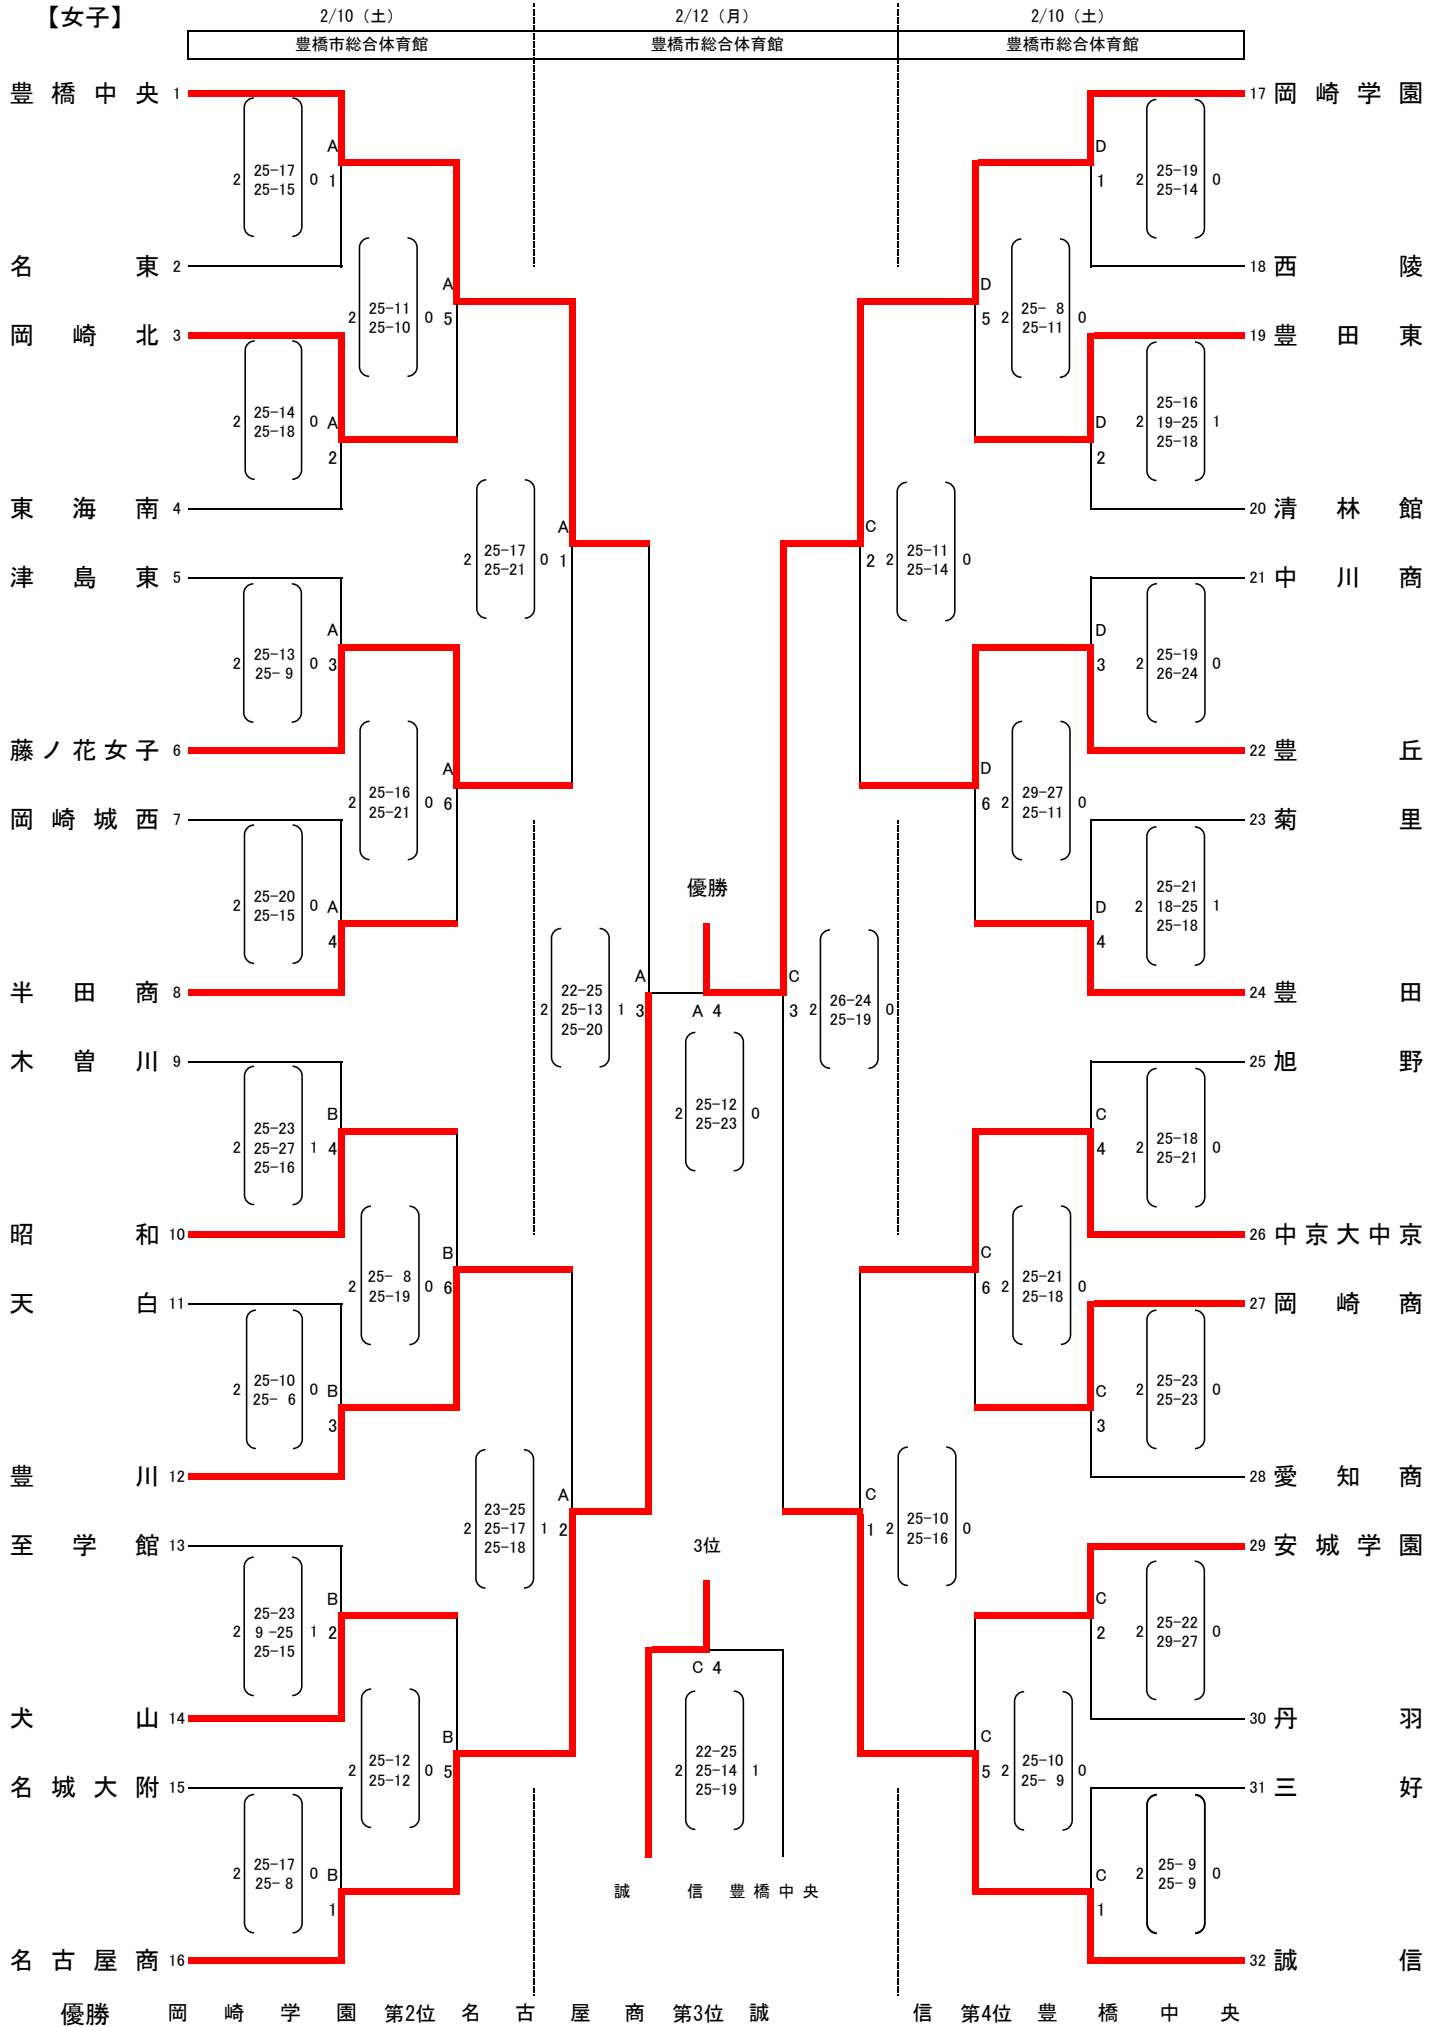 【女子】 2/10（土） 2/12（月） 2/10（土）
豊橋市総合体育館 豊橋市総合体育館 豊橋市総合体育館
豊橋中央 1 17 岡崎学園
A D
2 25-17 0 1 1 2 25-19 0
25-15 25-14
名東 2 18 西陵
A D
2 25-11 0 5 5 2 25- 8 0
25-10 25-11
岡崎北 3 19 豊田東
2 25-14 0 A D 2 25-16 1
25-18 2 2 19-25
25-18
東海南 4 20 清林館
A C
2 25-17 0 1 2 2 25-11 0
25-21 25-14
津島東 5 21 中川商
A D
2 25-13 0 3 3 2 25-19 0
25- 9 26-24
藤ノ花女子 6 22 豊丘
A D
2 25-16 0 6 6 2 29-27 0
25-21 25-11
岡崎城西 7 23 菊里
2 25-20 0 A D 2 25-21 1
25-15 4 4 18-25
25-18
優勝
半田商 8 24 豊田
A C
2 22-25 1 3 A 4 3 2 26-24 0
25-13 25-19
25-20
木曽川 9 25 旭野
2 25-12 0
25-23
B C
2 25-23 1 4 4 2 25-18 0
25-27 25-21
25-16
昭和 10 26 中京大中京
B C
2 25- 8 0 6 6 2 25-21 0
25-19 25-18
天白 11 27 岡崎商
2 25-10 0 B C 2 25-23 0
25- 6 3 3 25-23
豊川 12 28 愛知商
A C
2 23-25 1 2 1 2 25-10 0
25-17 25-16
25-18
至学館 13 3位 29 安城学園
B C
2 25-23 1 2 2 2 25-22 0
9 -25 29-27
25-15
C 4
犬山 14 30 丹羽
B C
2 25-12 0 5 5 2 25-10 0
25-12 25- 9
2 22-25 1
25-14
25-19
名城大附 15 31 三好
2 25-17 0 B C 2 25- 9 0
25- 8 1 1 25- 9
誠信 豊橋中央
名古屋商 16 32 誠信
優勝 岡崎学園 第2位 名古屋商 第3位 誠信 第4位 豊橋中央